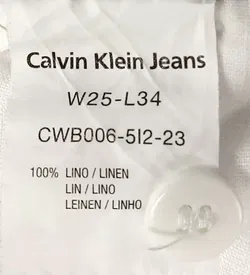 Calvin Klein Jeans
W25-L34
CWB006-5I2-23
100% LINO / LINEN
LIN / LINO
LEINEN / LINHO